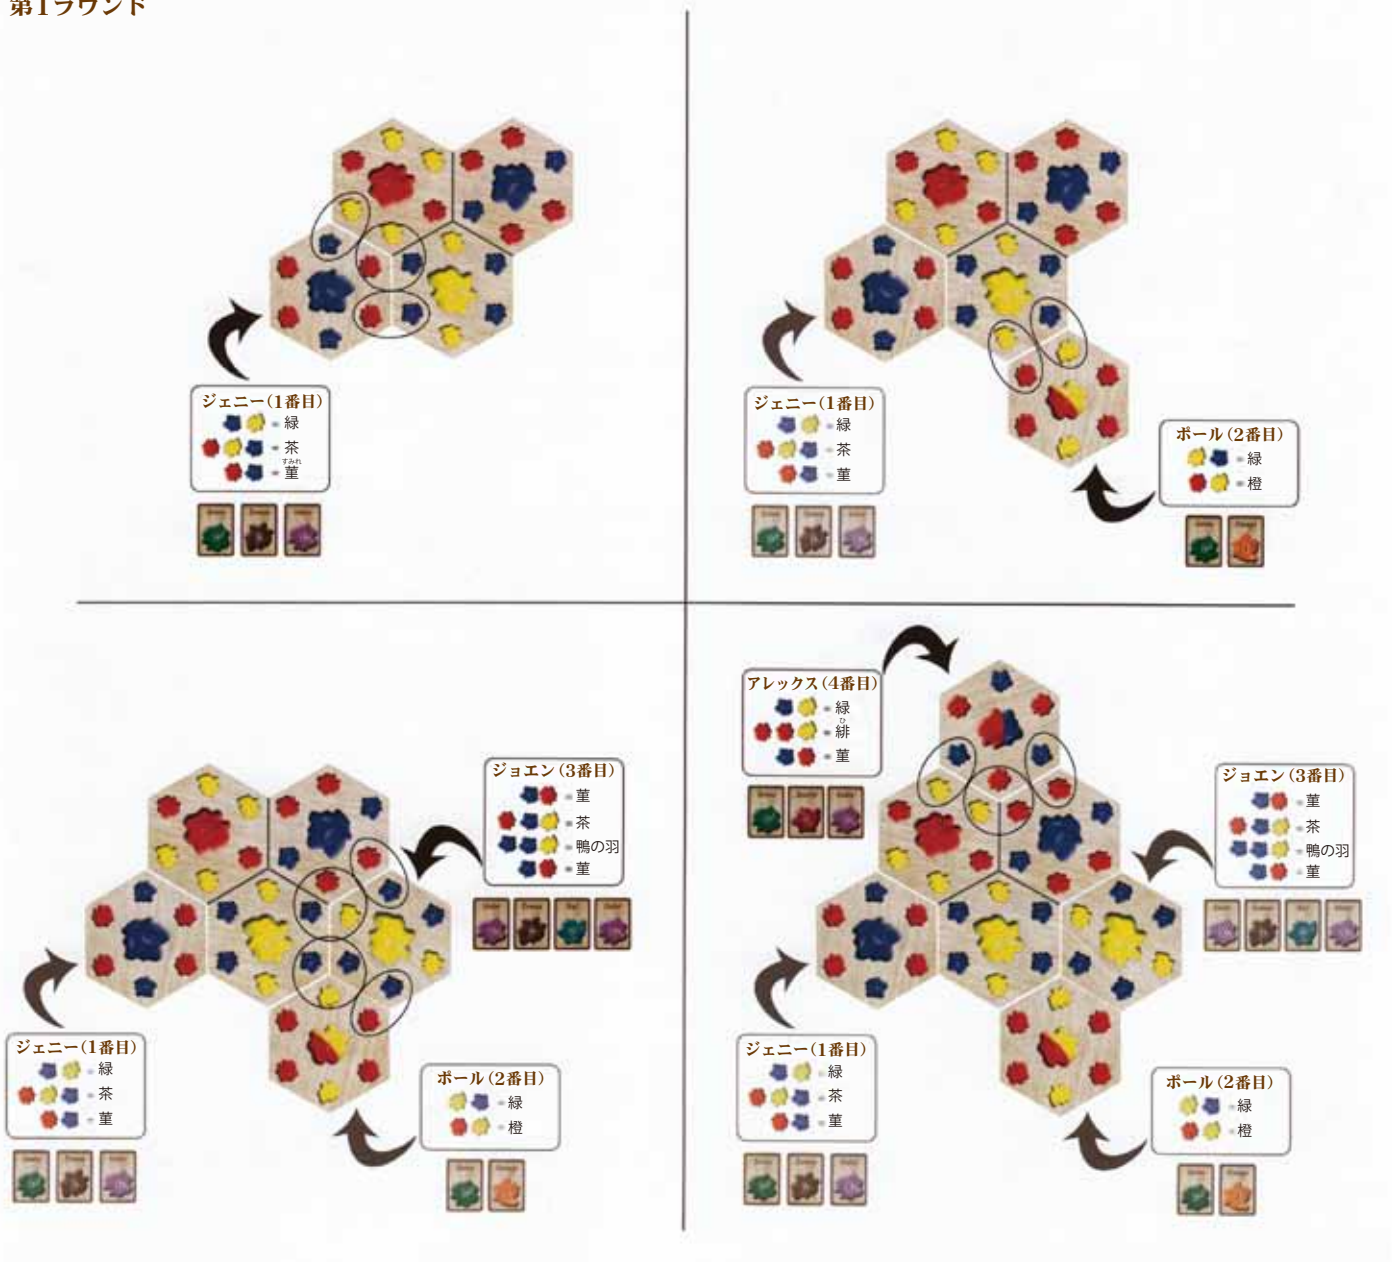 第1ラウンド
ジェニー(1番目)
= 緑
= 茶
すみれ
= 菫
ジェニー(1番目)
= 緑
= 茶
= 菫
ポール(2番目)
= 緑
= 橙
ジョエン(3番目)
= 菫
= 茶
= 鴨の羽
= 菫
ジェニー(1番目)
= 緑
= 茶
= 菫
ポール(2番目)
= 緑
= 橙
アレックス(4番目)
= 緑
ひ
= 緋
= 菫
ジョエン(3番目)
= 菫
= 茶
= 鴨の羽
= 菫
ジェニー(1番目)
= 緑
= 茶
= 菫
ポール(2番目)
= 緑
= 橙